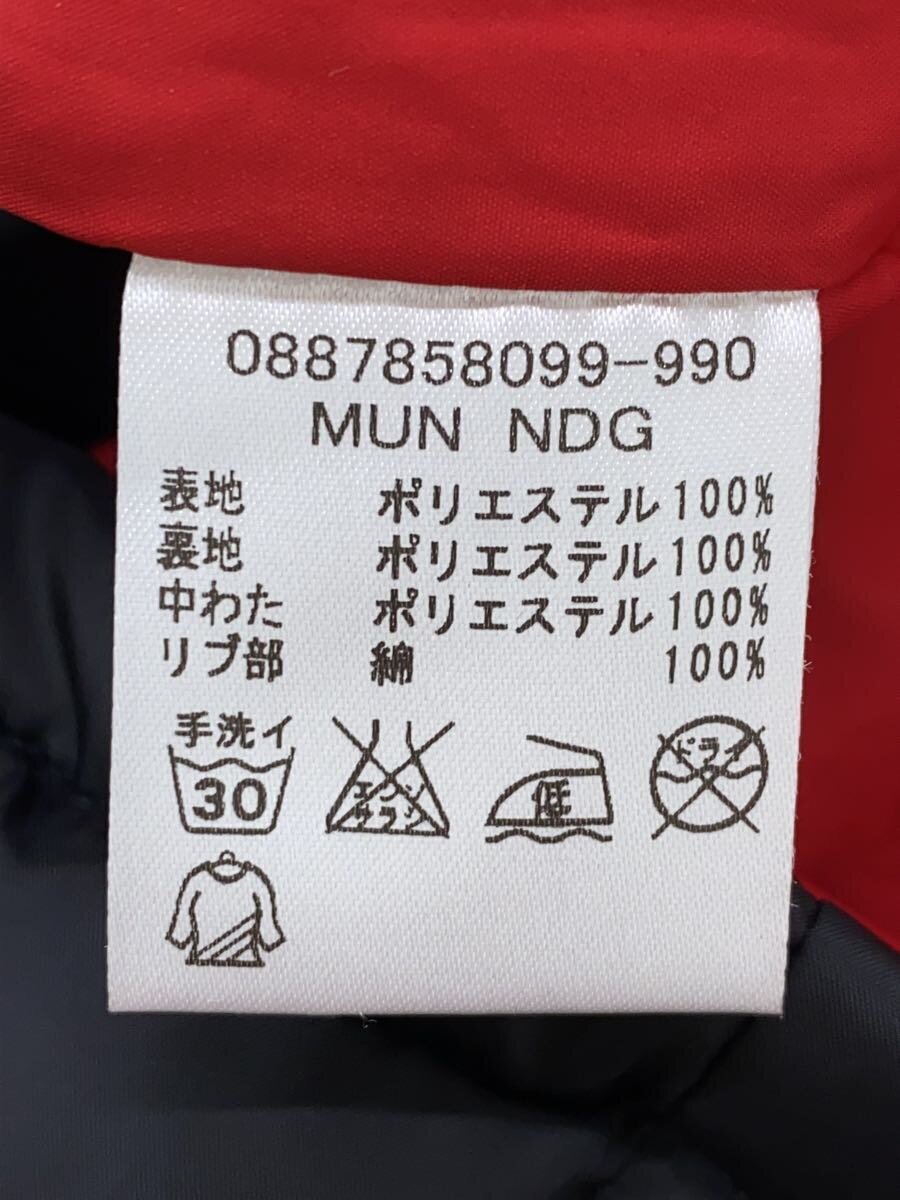 0887858099-990
MUN NDG
表地 ポリエステル100%
裏地 ポリエステル100%
中わた ポリエステル100%
リブ部 綿 100%
手洗イ
30
エンソ
サラシ
低
ドライ